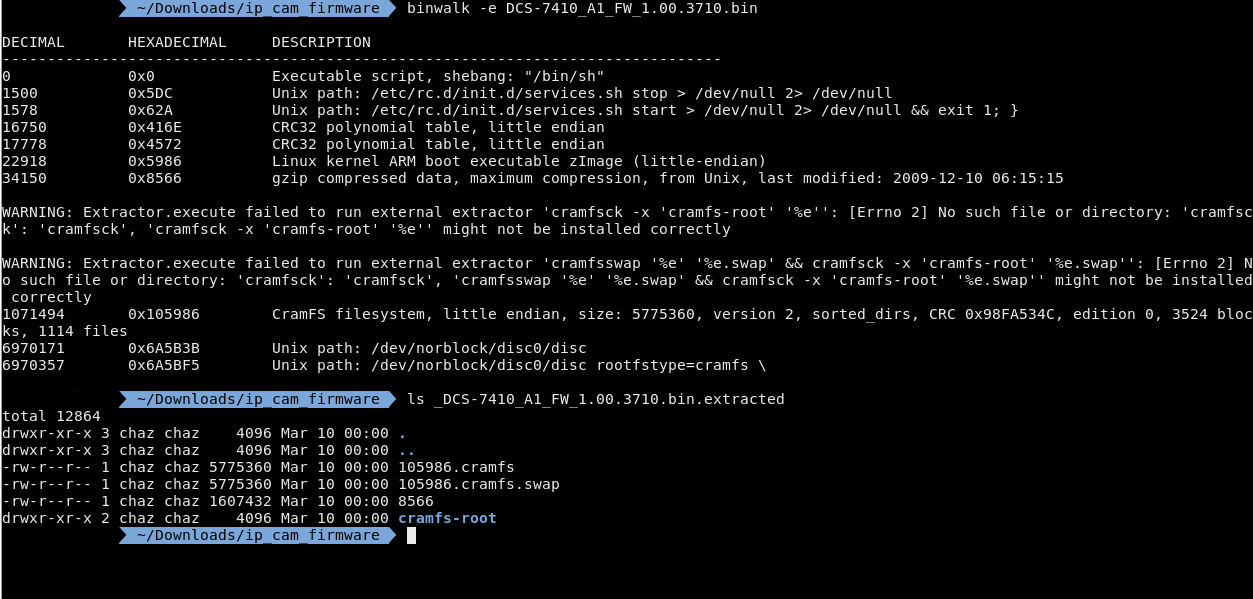 ~/Downloads/ip_cam_firmware binwalk -e DCS-7410_A1_FW_1.00.3710.bin
DECIMAL HEXADECIMAL DESCRIPTION
--------------------------------------------------------------------------------
0 0x0 Executable script, shebang: "/bin/sh"
1500 0x5DC Unix path: /etc/rc.d/init.d/services.sh stop > /dev/null 2> /dev/null
1578 0x62A Unix path: /etc/rc.d/init.d/services.sh start > /dev/null 2> /dev/null && exit 1; }
16750 0x416E CRC32 polynomial table, little endian
17778 0x4572 CRC32 polynomial table, little endian
22918 0x5986 Linux kernel ARM boot executable zImage (little-endian)
34150 0x8566 gzip compressed data, maximum compression, from Unix, last modified: 2009-12-10 06:15:15
WARNING: Extractor.execute failed to run external extractor 'cramfsck -x 'cramfs-root' '%e'': [Errno 2] No such file or directory: 'cramfsc
k': 'cramfsck', 'cramfsck -x 'cramfs-root' '%e'' might not be installed correctly
WARNING: Extractor.execute failed to run external extractor 'cramfsswap '%e' '%e.swap' && cramfsck -x 'cramfs-root' '%e.swap'': [Errno 2] N
o such file or directory: 'cramfsck': 'cramfsck', 'cramfsswap '%e' '%e.swap' && cramfsck -x 'cramfs-root' '%e.swap'' might not be installed
correctly
1071494 0x105986 CramFS filesystem, little endian, size: 5775360, version 2, sorted_dirs, CRC 0x98FA534C, edition 0, 3524 bloc
ks, 1114 files
6970171 0x6A5B3B Unix path: /dev/norblock/disc0/disc
6970357 0x6A5BF5 Unix path: /dev/norblock/disc0/disc rootfstype=cramfs \
~/Downloads/ip_cam_firmware ls _DCS-7410_A1_FW_1.00.3710.bin.extracted
total 12864
drwxr-xr-x 3 chaz chaz 4096 Mar 10 00:00 .
drwxr-xr-x 3 chaz chaz 4096 Mar 10 00:00 ..
-rw-r--r-- 1 chaz chaz 5775360 Mar 10 00:00 105986.cramfs
-rw-r--r-- 1 chaz chaz 5775360 Mar 10 00:00 105986.cramfs.swap
-rw-r--r-- 1 chaz chaz 1607432 Mar 10 00:00 8566
drwxr-xr-x 2 chaz chaz 4096 Mar 10 00:00 cramfs-root
~/Downloads/ip_cam_firmware